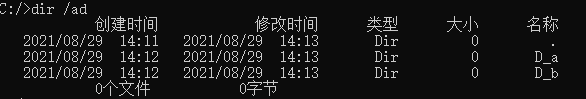 C:/>dir /ad
创建时间 修改时间 类型 大小 名称
2021/08/29 14:11 2021/08/29 14:13 Dir 0 .
2021/08/29 14:12 2021/08/29 14:13 Dir 0 D_a
2021/08/29 14:12 2021/08/29 14:13 Dir 0 D_b
0个文件 0字节